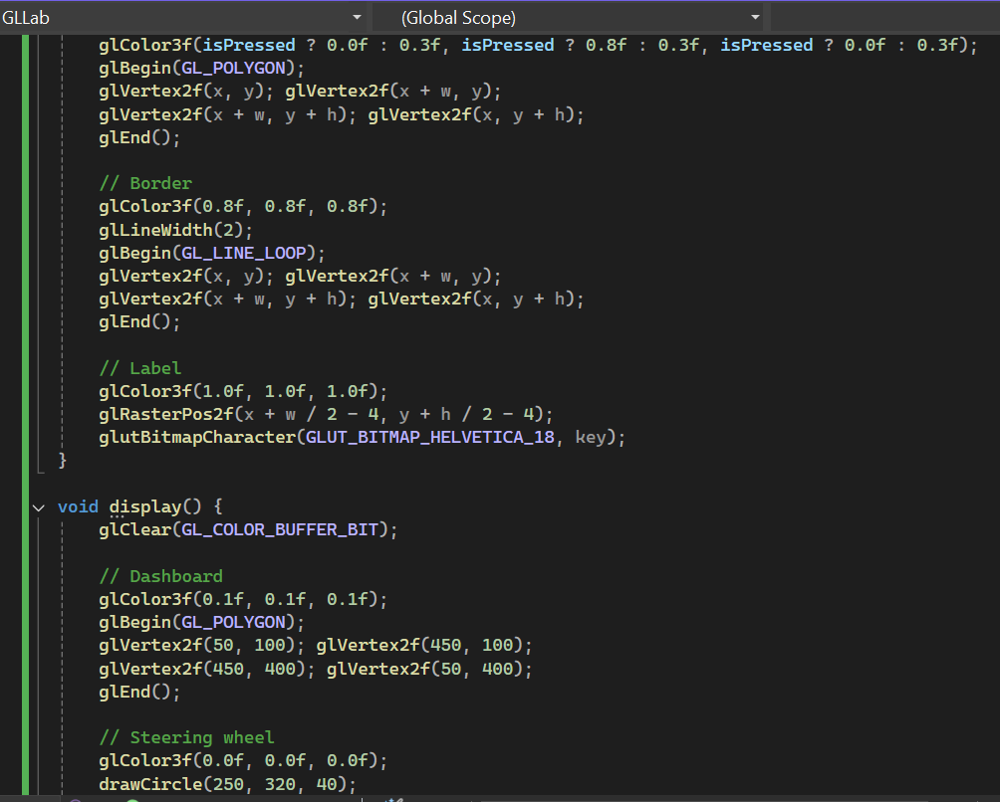 GLLab (Global Scope)
glColor3f(isPressed ? 0.0f : 0.3f, isPressed ? 0.8f : 0.3f, isPressed ? 0.0f : 0.3f);
glBegin(GL_POLYGON);
glVertex2f(x, y); glVertex2f(x + w, y);
glVertex2f(x + w, y + h); glVertex2f(x, y + h);
glEnd();
// Border
glColor3f(0.8f, 0.8f, 0.8f);
glLineWidth(2);
glBegin(GL_LINE_LOOP);
glVertex2f(x, y); glVertex2f(x + w, y);
glVertex2f(x + w, y + h); glVertex2f(x, y + h);
glEnd();
// Label
glColor3f(1.0f, 1.0f, 1.0f);
glRasterPos2f(x + w / 2 - 4, y + h / 2 - 4);
glutBitmapCharacter(GLUT_BITMAP_HELVETICA_18, key);
}
void display() {
glClear(GL_COLOR_BUFFER_BIT);
// Dashboard
glColor3f(0.1f, 0.1f, 0.1f);
glBegin(GL_POLYGON);
glVertex2f(50, 100); glVertex2f(450, 100);
glVertex2f(450, 400); glVertex2f(50, 400);
glEnd();
// Steering wheel
glColor3f(0.0f, 0.0f, 0.0f);
drawCircle(250, 320, 40);